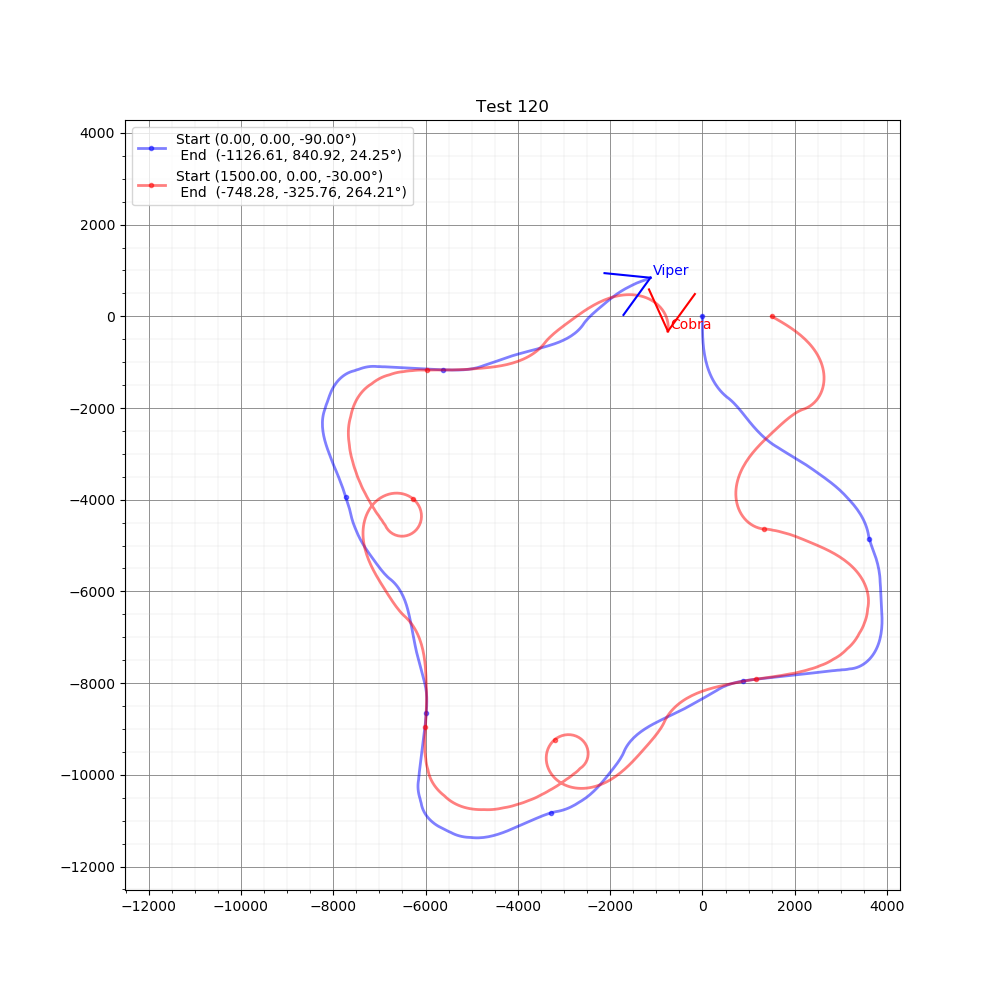 Test 120
Start (0.00, 0.00, -90.00°)
End  (-1126.61, 840.92, 24.25°)
Start (1500.00, 0.00, -30.00°)
End  (-748.28, -325.76, 264.21°)
Viper
Cobra
4000
2000
0
−2000
−4000
−6000
−8000
−10000
−12000
−12000 −10000 −8000 −6000 −4000 −2000 0 2000 4000